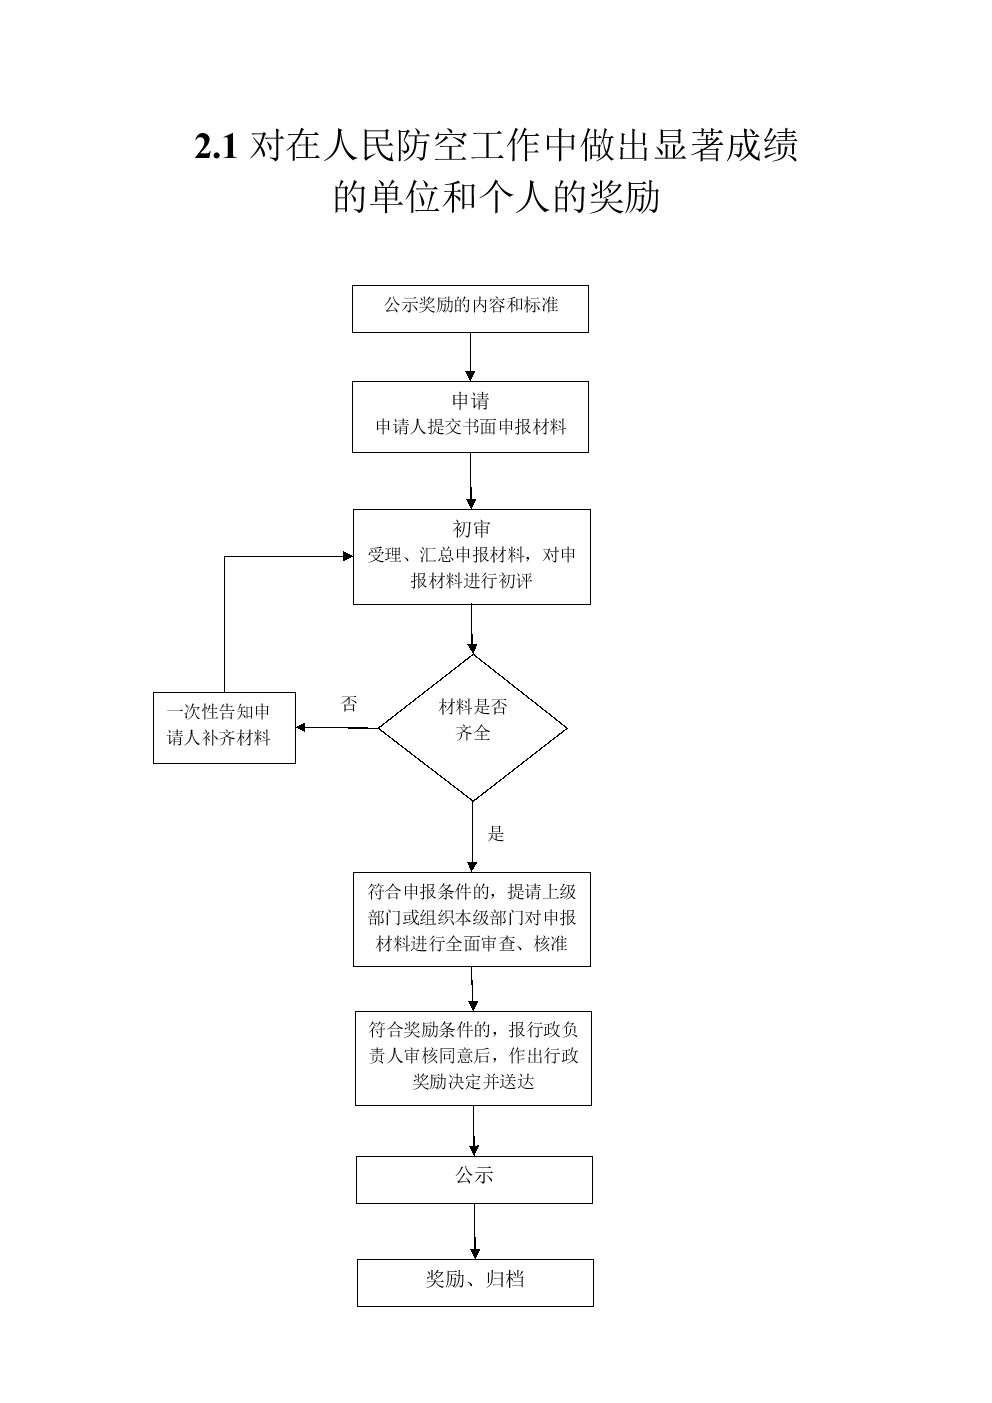 2.1 对在人民防空工作中做出显著成绩
的单位和个人的奖励
公示奖励的内容和标准
申请
申请人提交书面申报材料
初审
受理、汇总申报材料，对申
报材料进行初评
材料是否
齐全
否
一次性告知申
请人补齐材料
是
符合申报条件的，提请上级
部门或组织本级部门对申报
材料进行全面审查、核准
符合奖励条件的，报行政负
责人审核同意后，作出行政
奖励决定并送达
公示
奖励、归档